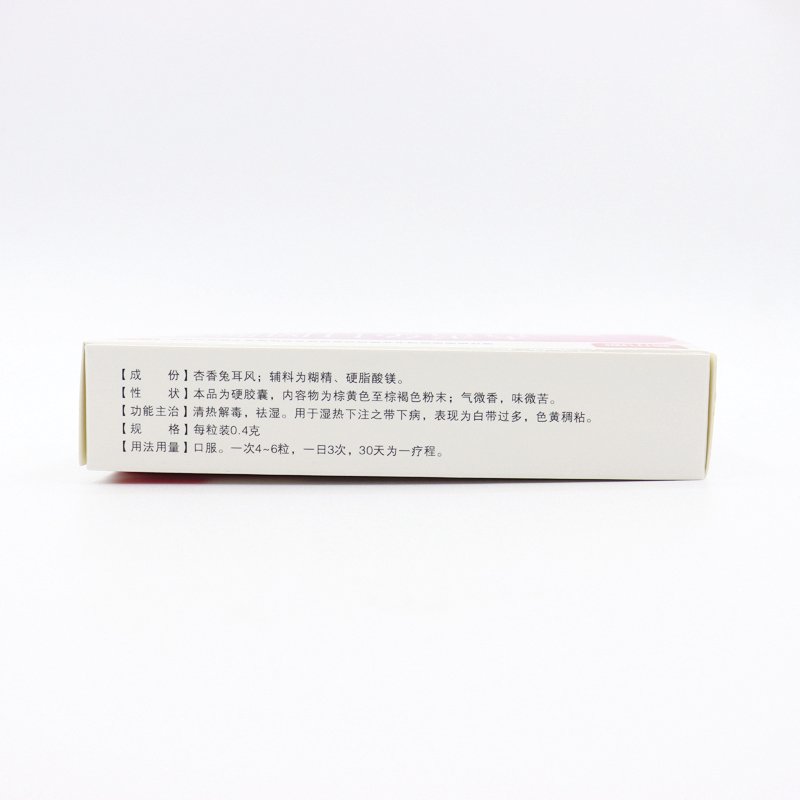 【成　份】杏香兔耳风；辅料为糊精、硬脂酸镁。
【性　状】本品为硬胶囊，内容物为棕黄色至棕褐色粉末；气微香，味微苦。
【功能主治】清热解毒，祛湿。用于湿热下注之带下病，表现为白带过多，色黄稠粘。
【规　格】每粒装0.4克
【用法用量】口服。一次4~6粒，一日3次，30天为一疗程。